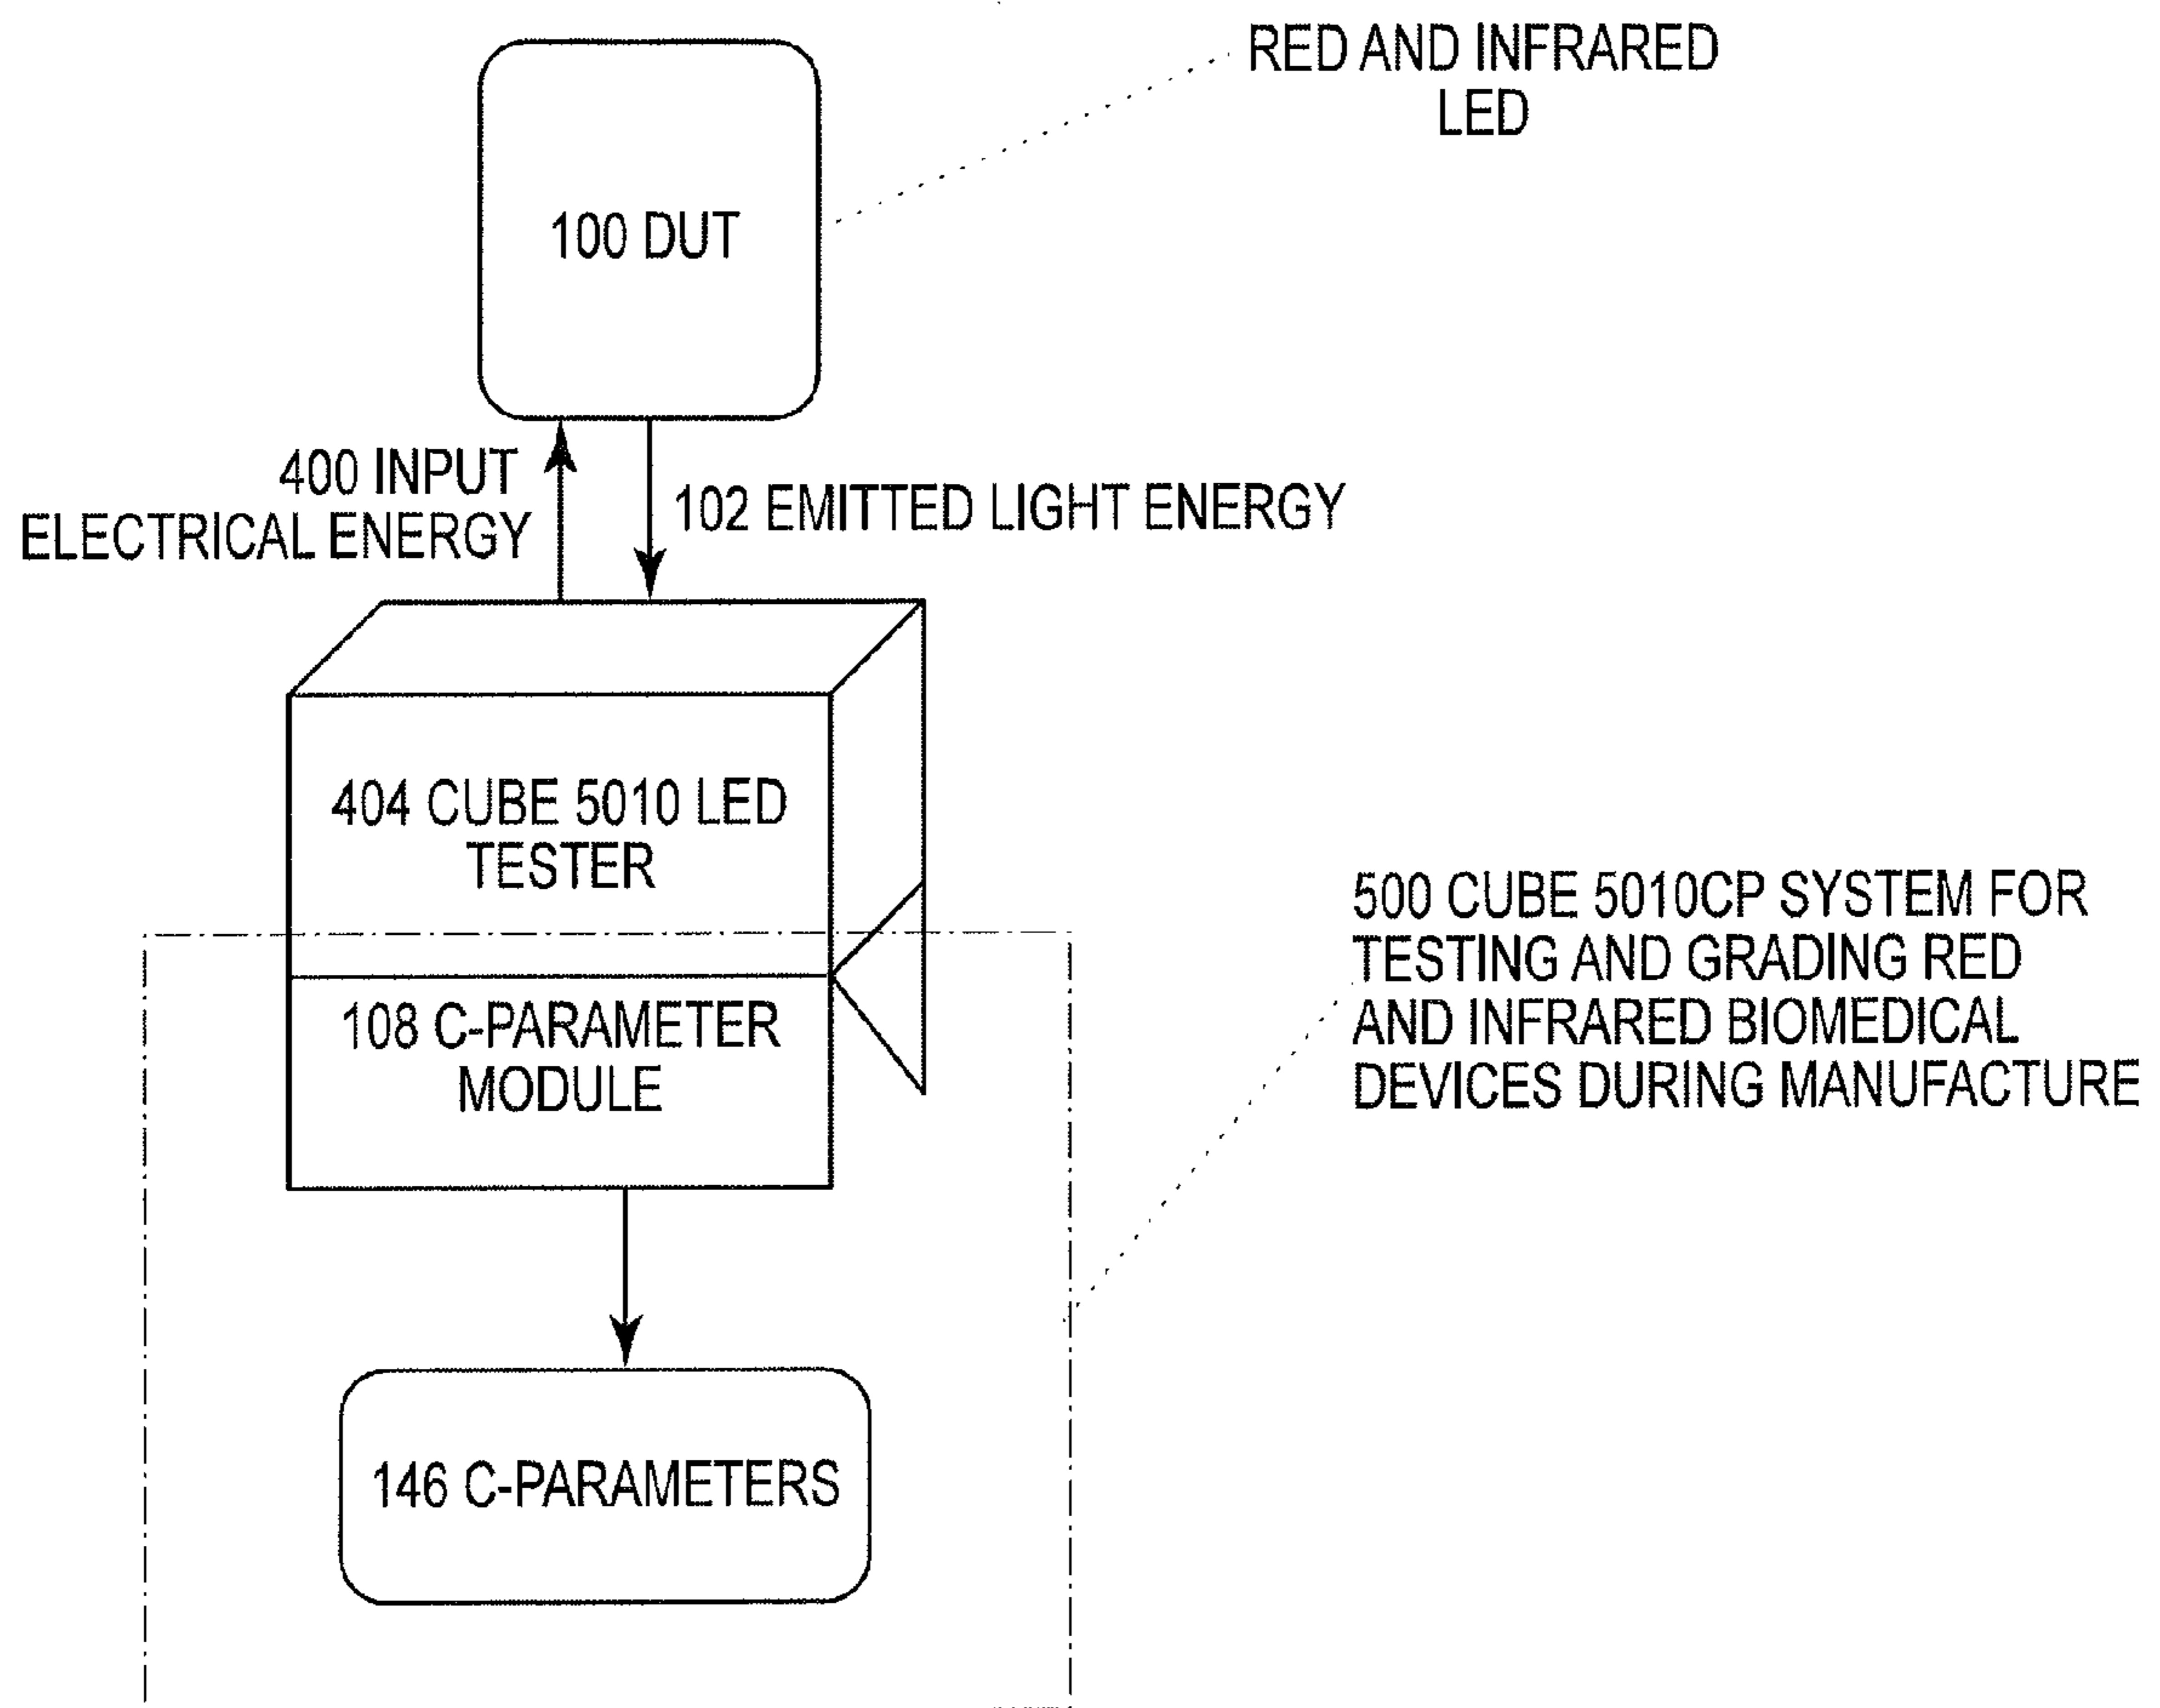 RED AND INFRARED
LED
100 DUT
400 INPUT
ELECTRICAL ENERGY
102 EMITTED LIGHT ENERGY
404 CUBE 5010 LED
TESTER
108 C-PARAMETER
MODULE
500 CUBE 5010CP SYSTEM FOR
TESTING AND GRADING RED
AND INFRARED BIOMEDICAL
DEVICES DURING MANUFACTURE
146 C-PARAMETERS